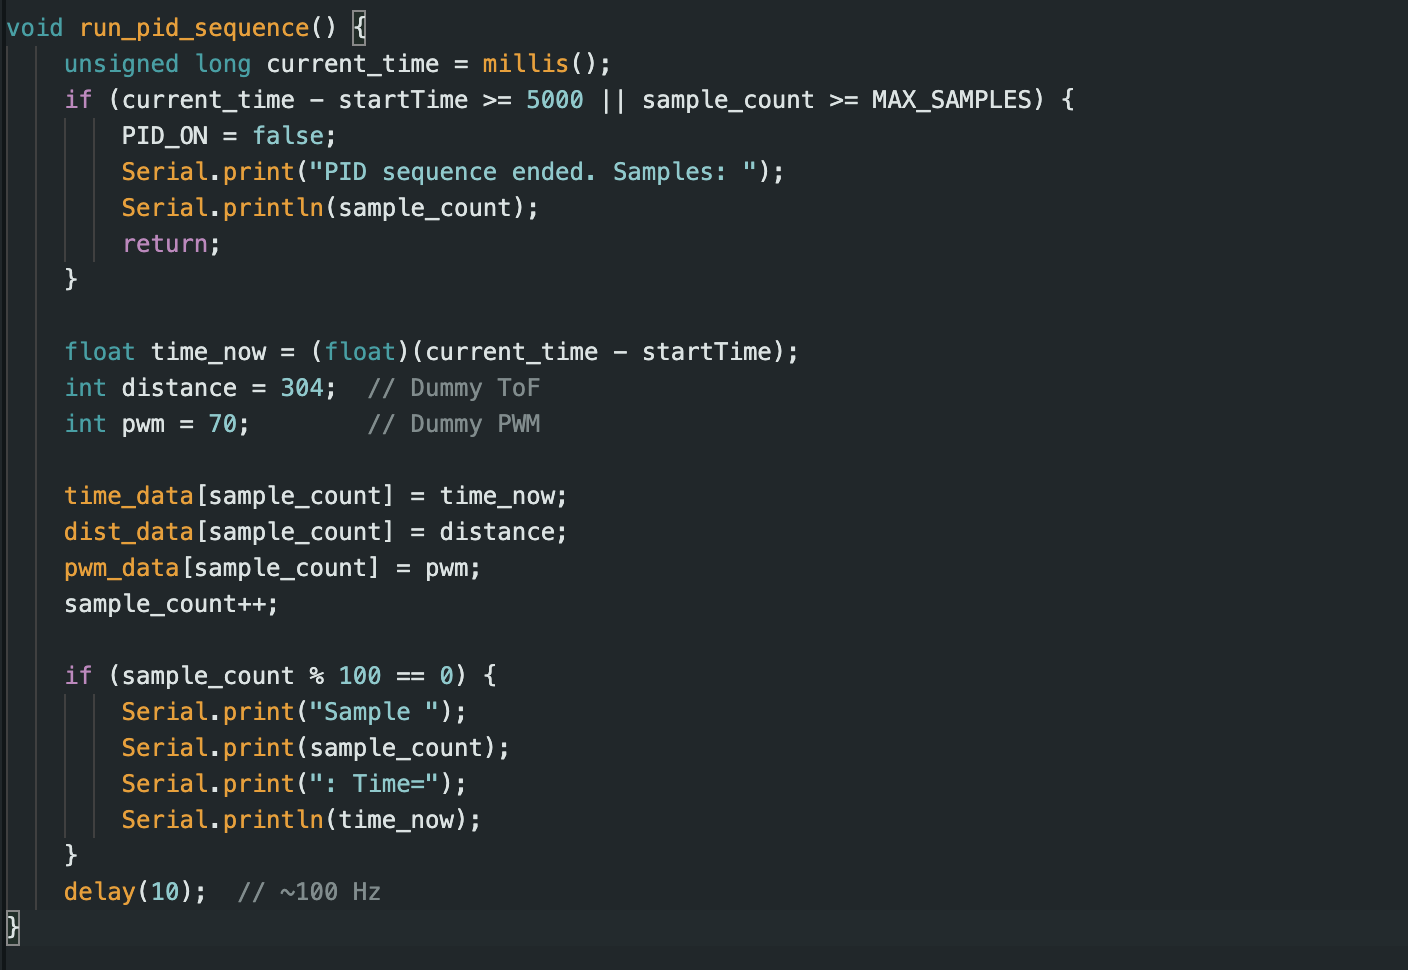 void run_pid_sequence() {
    unsigned long current_time = millis();
    if (current_time - startTime >= 5000 || sample_count >= MAX_SAMPLES) {
        PID_ON = false;
        Serial.print("PID sequence ended. Samples: ");
        Serial.println(sample_count);
        return;
    }

    float time_now = (float)(current_time - startTime);
    int distance = 304;  // Dummy ToF
    int pwm = 70;        // Dummy PWM

    time_data[sample_count] = time_now;
    dist_data[sample_count] = distance;
    pwm_data[sample_count] = pwm;
    sample_count++;

    if (sample_count % 100 == 0) {
        Serial.print("Sample ");
        Serial.print(sample_count);
        Serial.print(": Time=");
        Serial.println(time_now);
    }
    delay(10);  // ~100 Hz
}